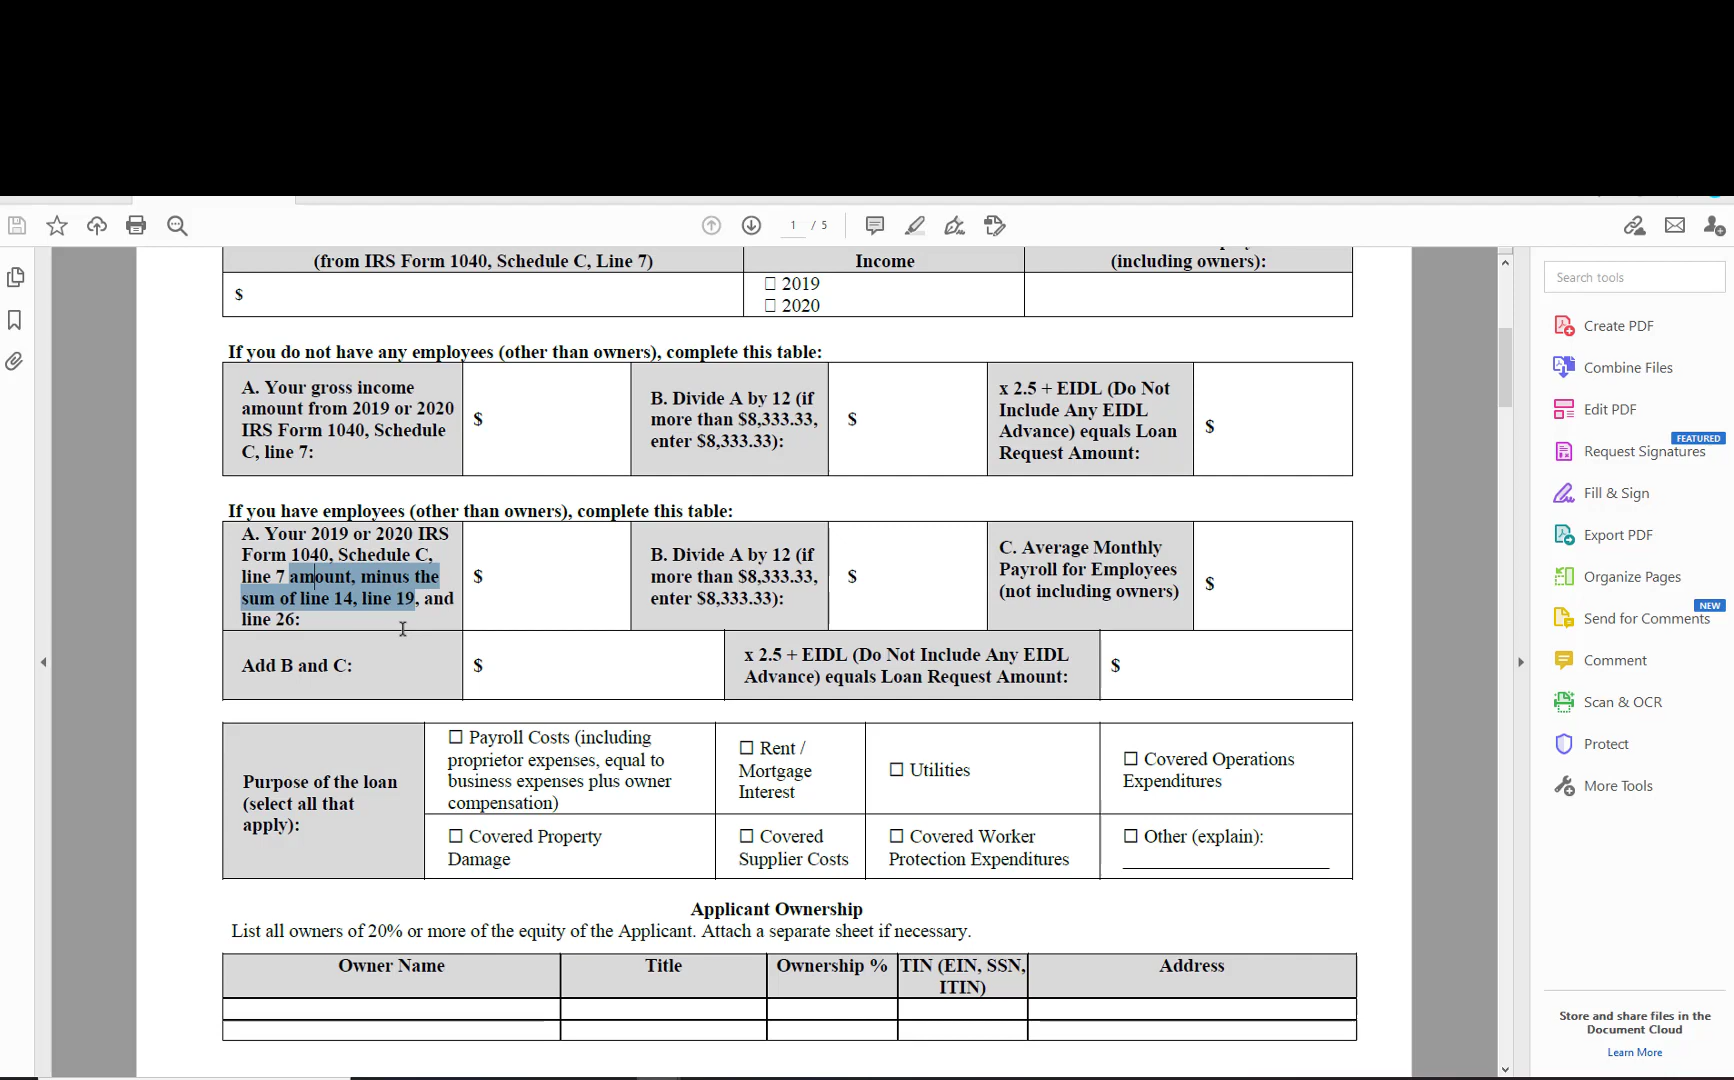 1 / 5
(from IRS Form 1040, Schedule C, Line 7)
Income
(including owners):
$
☐ 2019
☐ 2020
If you do not have any employees (other than owners), complete this table:
A. Your gross income
amount from 2019 or 2020
IRS Form 1040, Schedule
C, line 7:
$
B. Divide A by 12 (if
more than $8,333.33,
enter $8,333.33):
$
x 2.5 + EIDL (Do Not
Include Any EIDL
Advance) equals Loan
Request Amount:
$
If you have employees (other than owners), complete this table:
A. Your 2019 or 2020 IRS
Form 1040, Schedule C,
line 7 amount, minus the
sum of line 14, line 19, and
line 26:
$
B. Divide A by 12 (if
more than $8,333.33,
enter $8,333.33):
$
C. Average Monthly
Payroll for Employees
(not including owners)
$
Add B and C:
$
x 2.5 + EIDL (Do Not Include Any EIDL
Advance) equals Loan Request Amount:
$
Purpose of the loan
(select all that
apply):
☐ Payroll Costs (including
proprietor expenses, equal to
business expenses plus owner
compensation)
☐ Rent /
Mortgage
Interest
☐ Utilities
☐ Covered Operations
Expenditures
☐ Covered Property
Damage
☐ Covered
Supplier Costs
☐ Covered Worker
Protection Expenditures
☐ Other (explain):
Applicant Ownership
List all owners of 20% or more of the equity of the Applicant. Attach a separate sheet if necessary.
Owner Name
Title
Ownership %
TIN (EIN, SSN,
ITIN)
Address
Search tools
Create PDF
Combine Files
Edit PDF
FEATURED
Request Signatures
Fill & Sign
Export PDF
Organize Pages
NEW
Send for Comments
Comment
Scan & OCR
Protect
More Tools
Store and share files in the
Document Cloud
Learn More